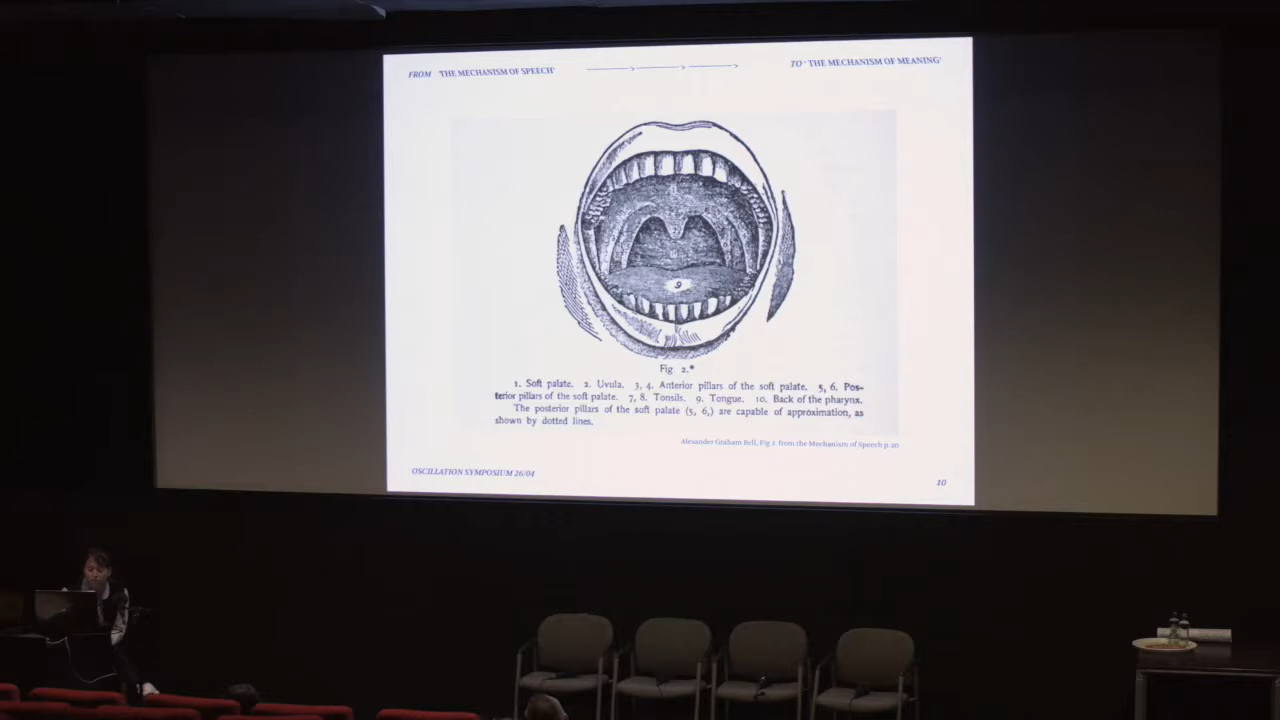 FROM 'THE MECHANISM OF SPEECH'
TO 'THE MECHANISM OF MEANING'
9
Fig 2.*
1. Soft palate. 2. Uvula. 3, 4. Anterior pillars of the soft palate. 5, 6. Pos-
terior pillars of the soft palate. 7, 8. Tonsils. 9. Tongue. 10. Back of the pharynx.
The posterior pillars of the soft palate (5, 6,) are capable of approximation, as
shown by dotted lines.
Alexander Graham Bell, Fig 2 from the Mechanism of Speech p.20
OSCILLATION SYMPOSIUM 26/04
10